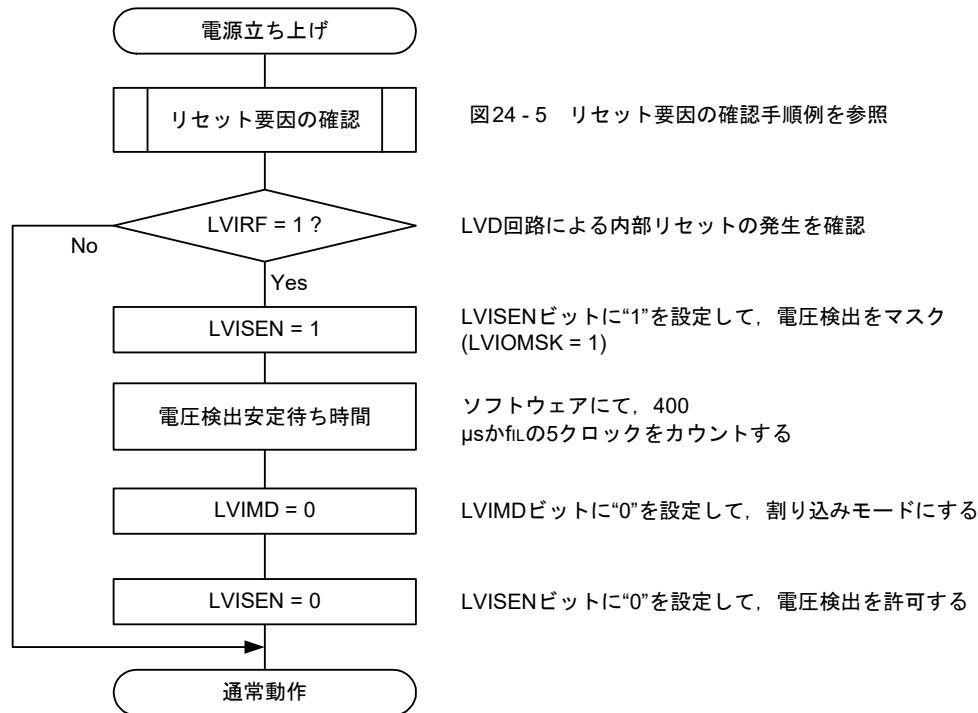 電源立ち上げ
リセット要因の確認
図24 - 5　リセット要因の確認手順例を参照
LVIRF = 1 ?
LVD回路による内部リセットの発生を確認
No
Yes
LVISEN = 1
LVISENビットに“1”を設定して，電圧検出をマスク
(LVIOMSK = 1)
電圧検出安定待ち時間
ソフトウェアにて，400
μsかfILの5クロックをカウントする
LVIMD = 0
LVIMDビットに“0”を設定して，割り込みモードにする
LVISEN = 0
LVISENビットに“0”を設定して，電圧検出を許可する
通常動作